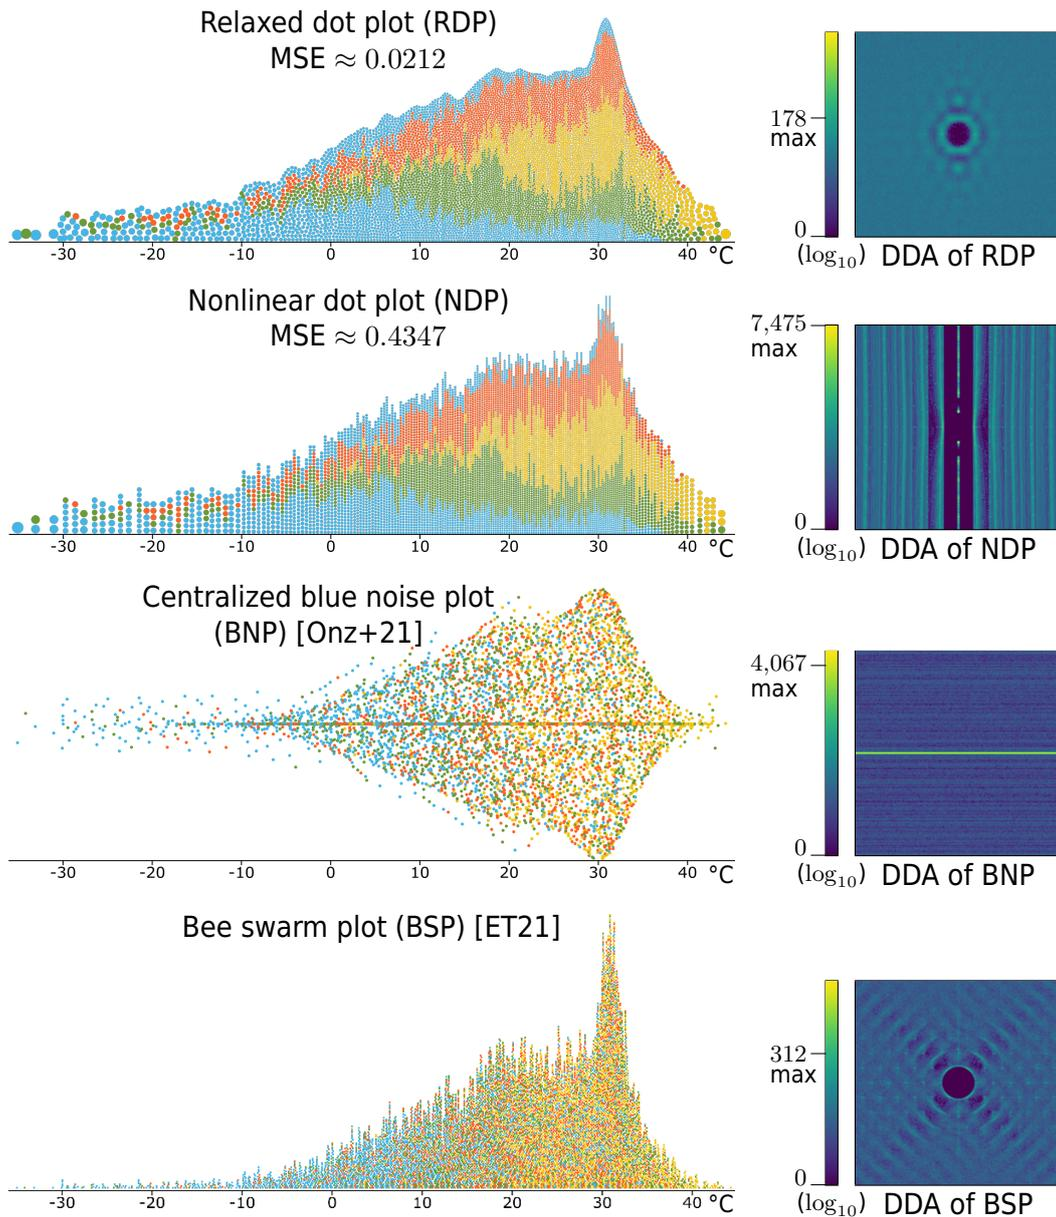 Relaxed dot plot (RDP)
MSE ≈ 0.0212
-30 -20 -10 0 10 20 30 40 °C
178
max
0
(log₁₀) DDA of RDP
Nonlinear dot plot (NDP)
MSE ≈ 0.4347
-30 -20 -10 0 10 20 30 40 °C
7,475
max
0
(log₁₀) DDA of NDP
Centralized blue noise plot
(BNP) [Onz+21]
-30 -20 -10 0 10 20 30 40 °C
4,067
max
0
(log₁₀) DDA of BNP
Bee swarm plot (BSP) [ET21]
-30 -20 -10 0 10 20 30 40 °C
312
max
0
(log₁₀) DDA of BSP